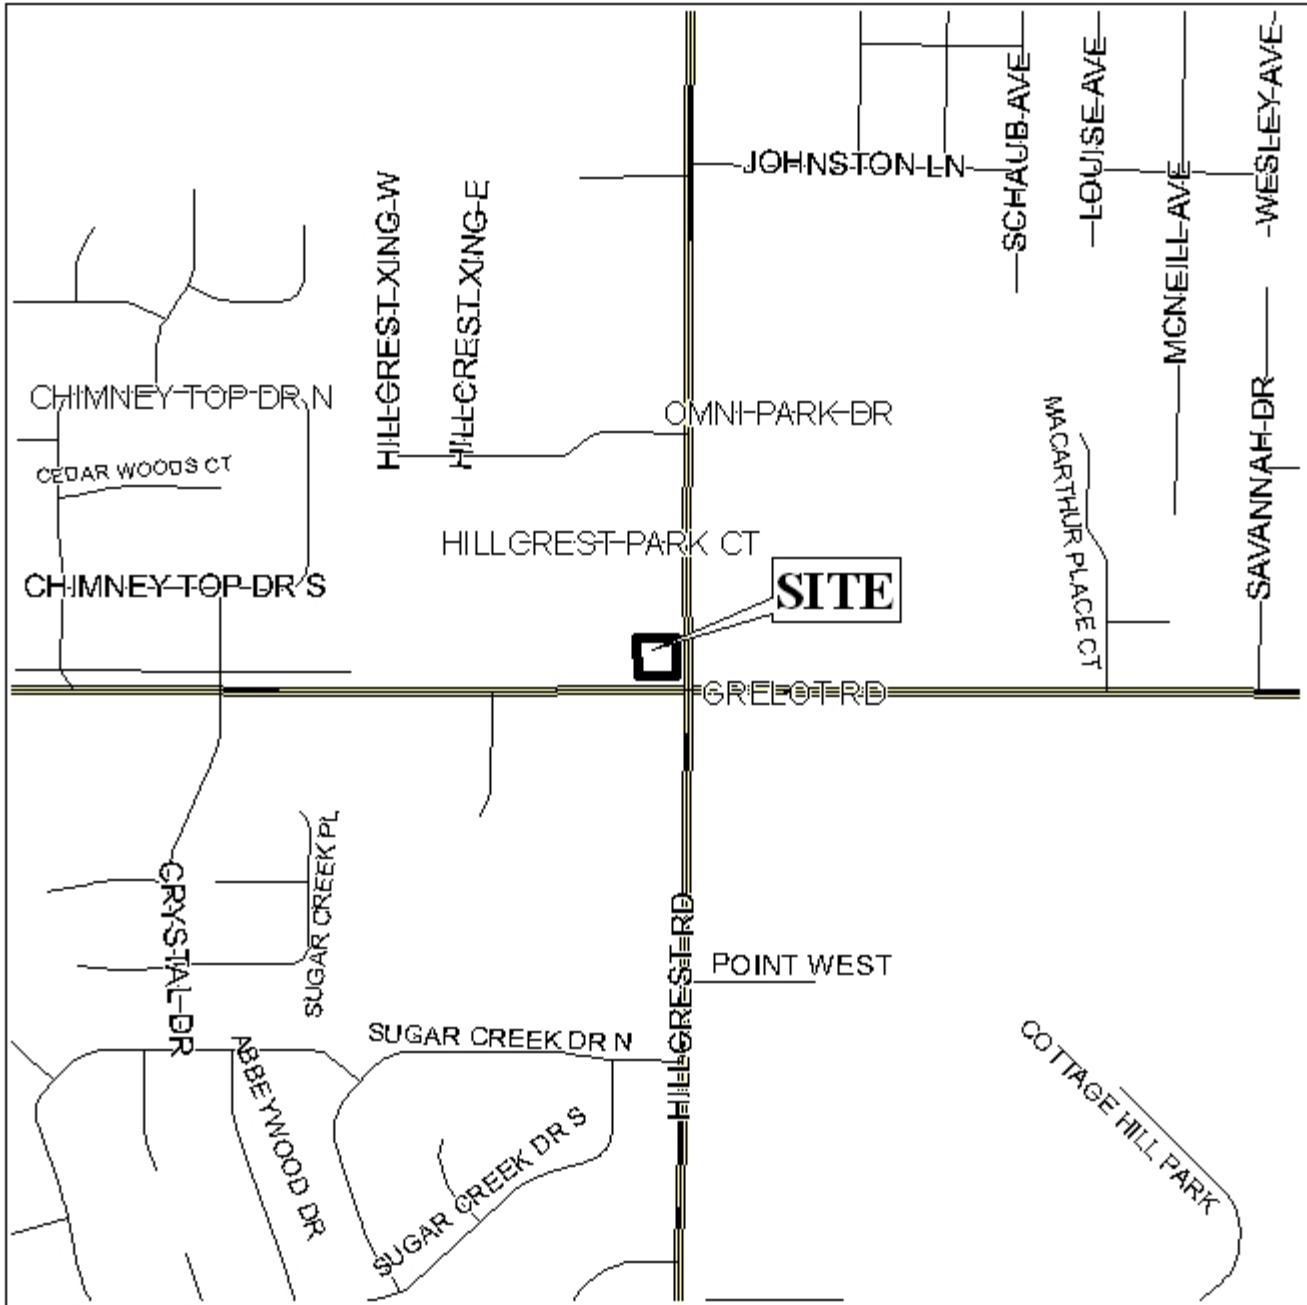 SCHAUB AVE
LOUISE AVE
WESLEY AVE
JOHNSTON LN
MCNEILL AVE
HILLCREST XING W
HILLCREST XING E
CHIMNEY TOP DR N
OMNI PARK DR
MACARTHUR PLACE CT
SAVANNAH DR
CEDAR WOODS CT
HILLCREST PARK CT
CHIMNEY TOP DR S
SITE
GRELOT RD
SUGAR CREEK PL
CRYSTAL DR
HILLCREST RD
POINT WEST
SUGAR CREEK DR N
ABBEYWOOD DR
SUGAR CREEK DR S
COTTAGE HILL PARK